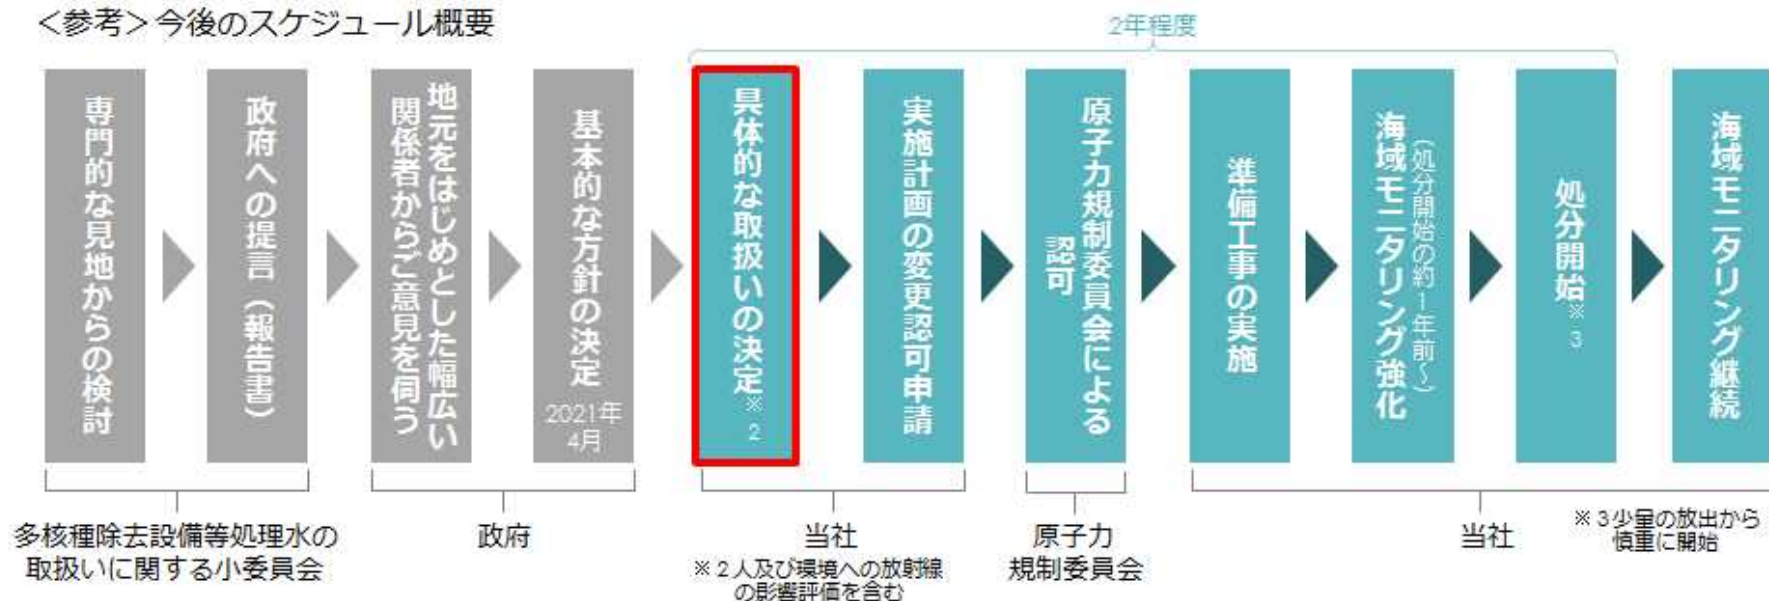 <参考>今後のスケジュール概要
2年程度
専門的な見地からの検討
政府への提言(報告書)
地元をはじめとした幅広い
関係者からご意見を伺う
基本的な方針の決定
2021年
4月
具体的な取扱いの決定※2
実施計画の変更認可申請
原子力規制委員会による
認可
準備工事の実施
(処分開始の約1年前~)
海域モニタリング強化
処分開始※3
海域モニタリング継続
多核種除去設備等処理水の
取扱いに関する小委員会
政府
当社
※2人及び環境への放射線
の影響評価を含む
原子力
規制委員会
当社
※3少量の放出から
慎重に開始